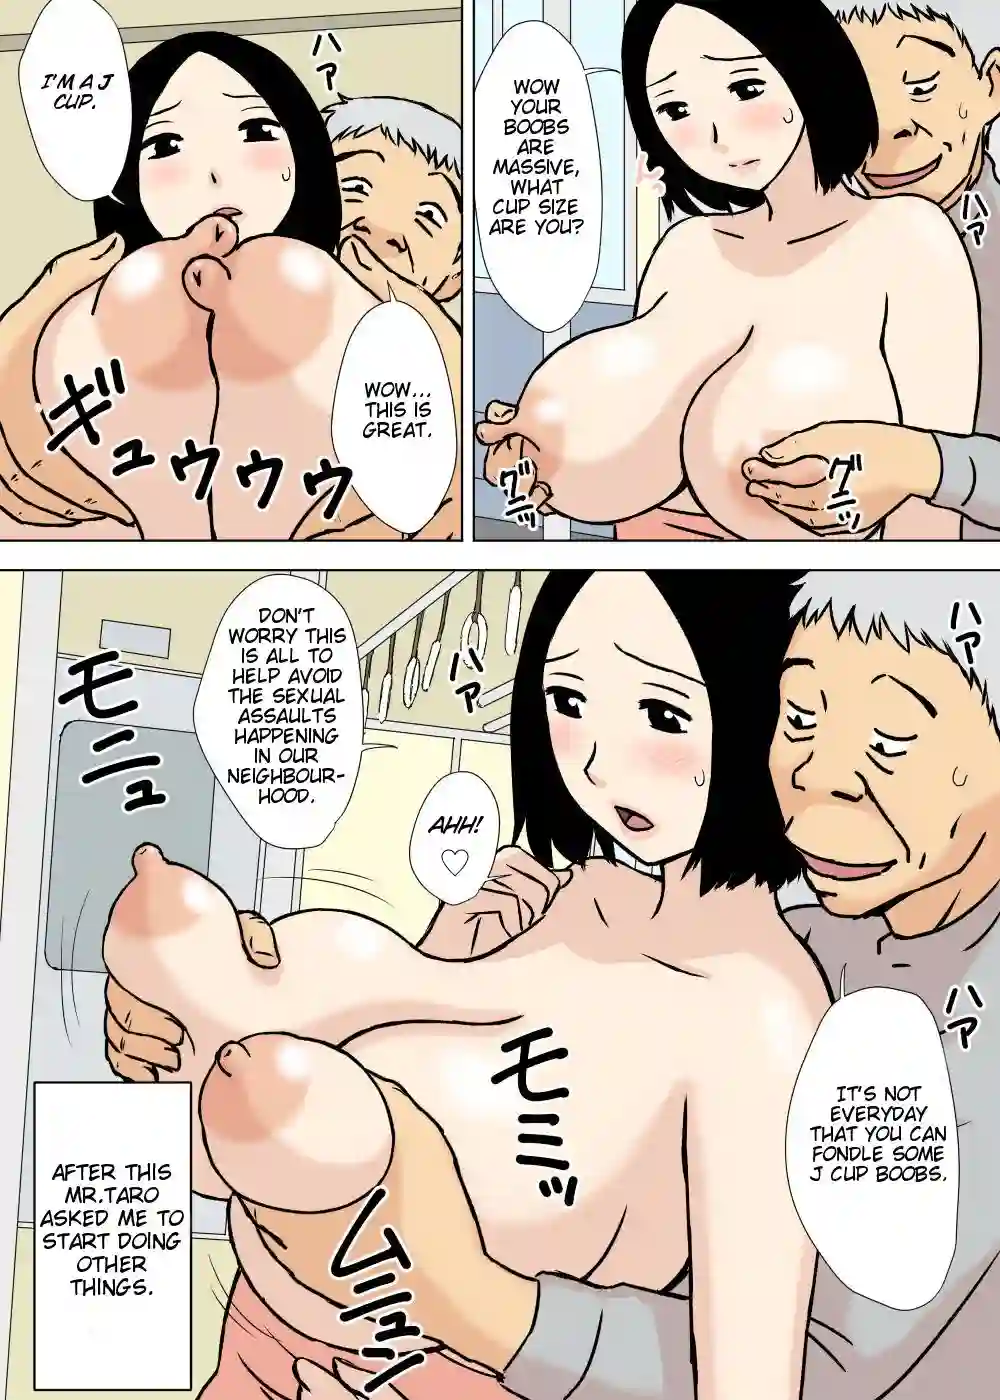 I'M A J
CUP.
ハァ
WOW...
THIS IS
GREAT.
ギュウウウ
WOW
YOUR
BOOBS
ARE
MASSIVE,
WHAT
CUP SIZE
ARE YOU?
ハァ
グニッ
グニッ
DON'T
WORRY THIS
IS ALL TO
HELP AVOID
THE SEXUAL
ASSAULTS
HAPPENING
IN OUR
NEIGHBOUR-
HOOD.
モニュ
ハァ
ハァ
AHH!
♡
ハァ
モミミッ
IT'S NOT
EVERYDAY
THAT YOU CAN
FONDLE SOME
J CUP BOOBS.
AFTER THIS
MR.TARO
ASKED ME TO
START DOING
OTHER
THINGS.
ムニュン